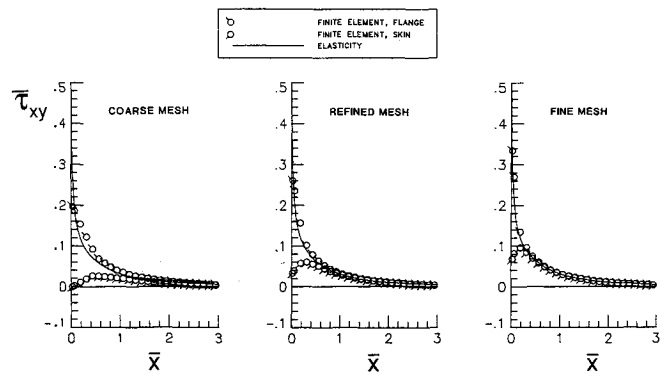 FINITE ELEMENT, FLANGE
FINITE ELEMENT, SKIN
ELASTICITY
τ̅xy
COARSE MESH
REFINED MESH
FINE MESH
.5 .5 .5
.4 .4 .4
.3 .3 .3
.2 .2 .2
.1 .1 .1
0 0 0
-.1 -.1 -.1
0 1 2 3 0 1 2 3 0 1 2 3
x̅ x̅ x̅